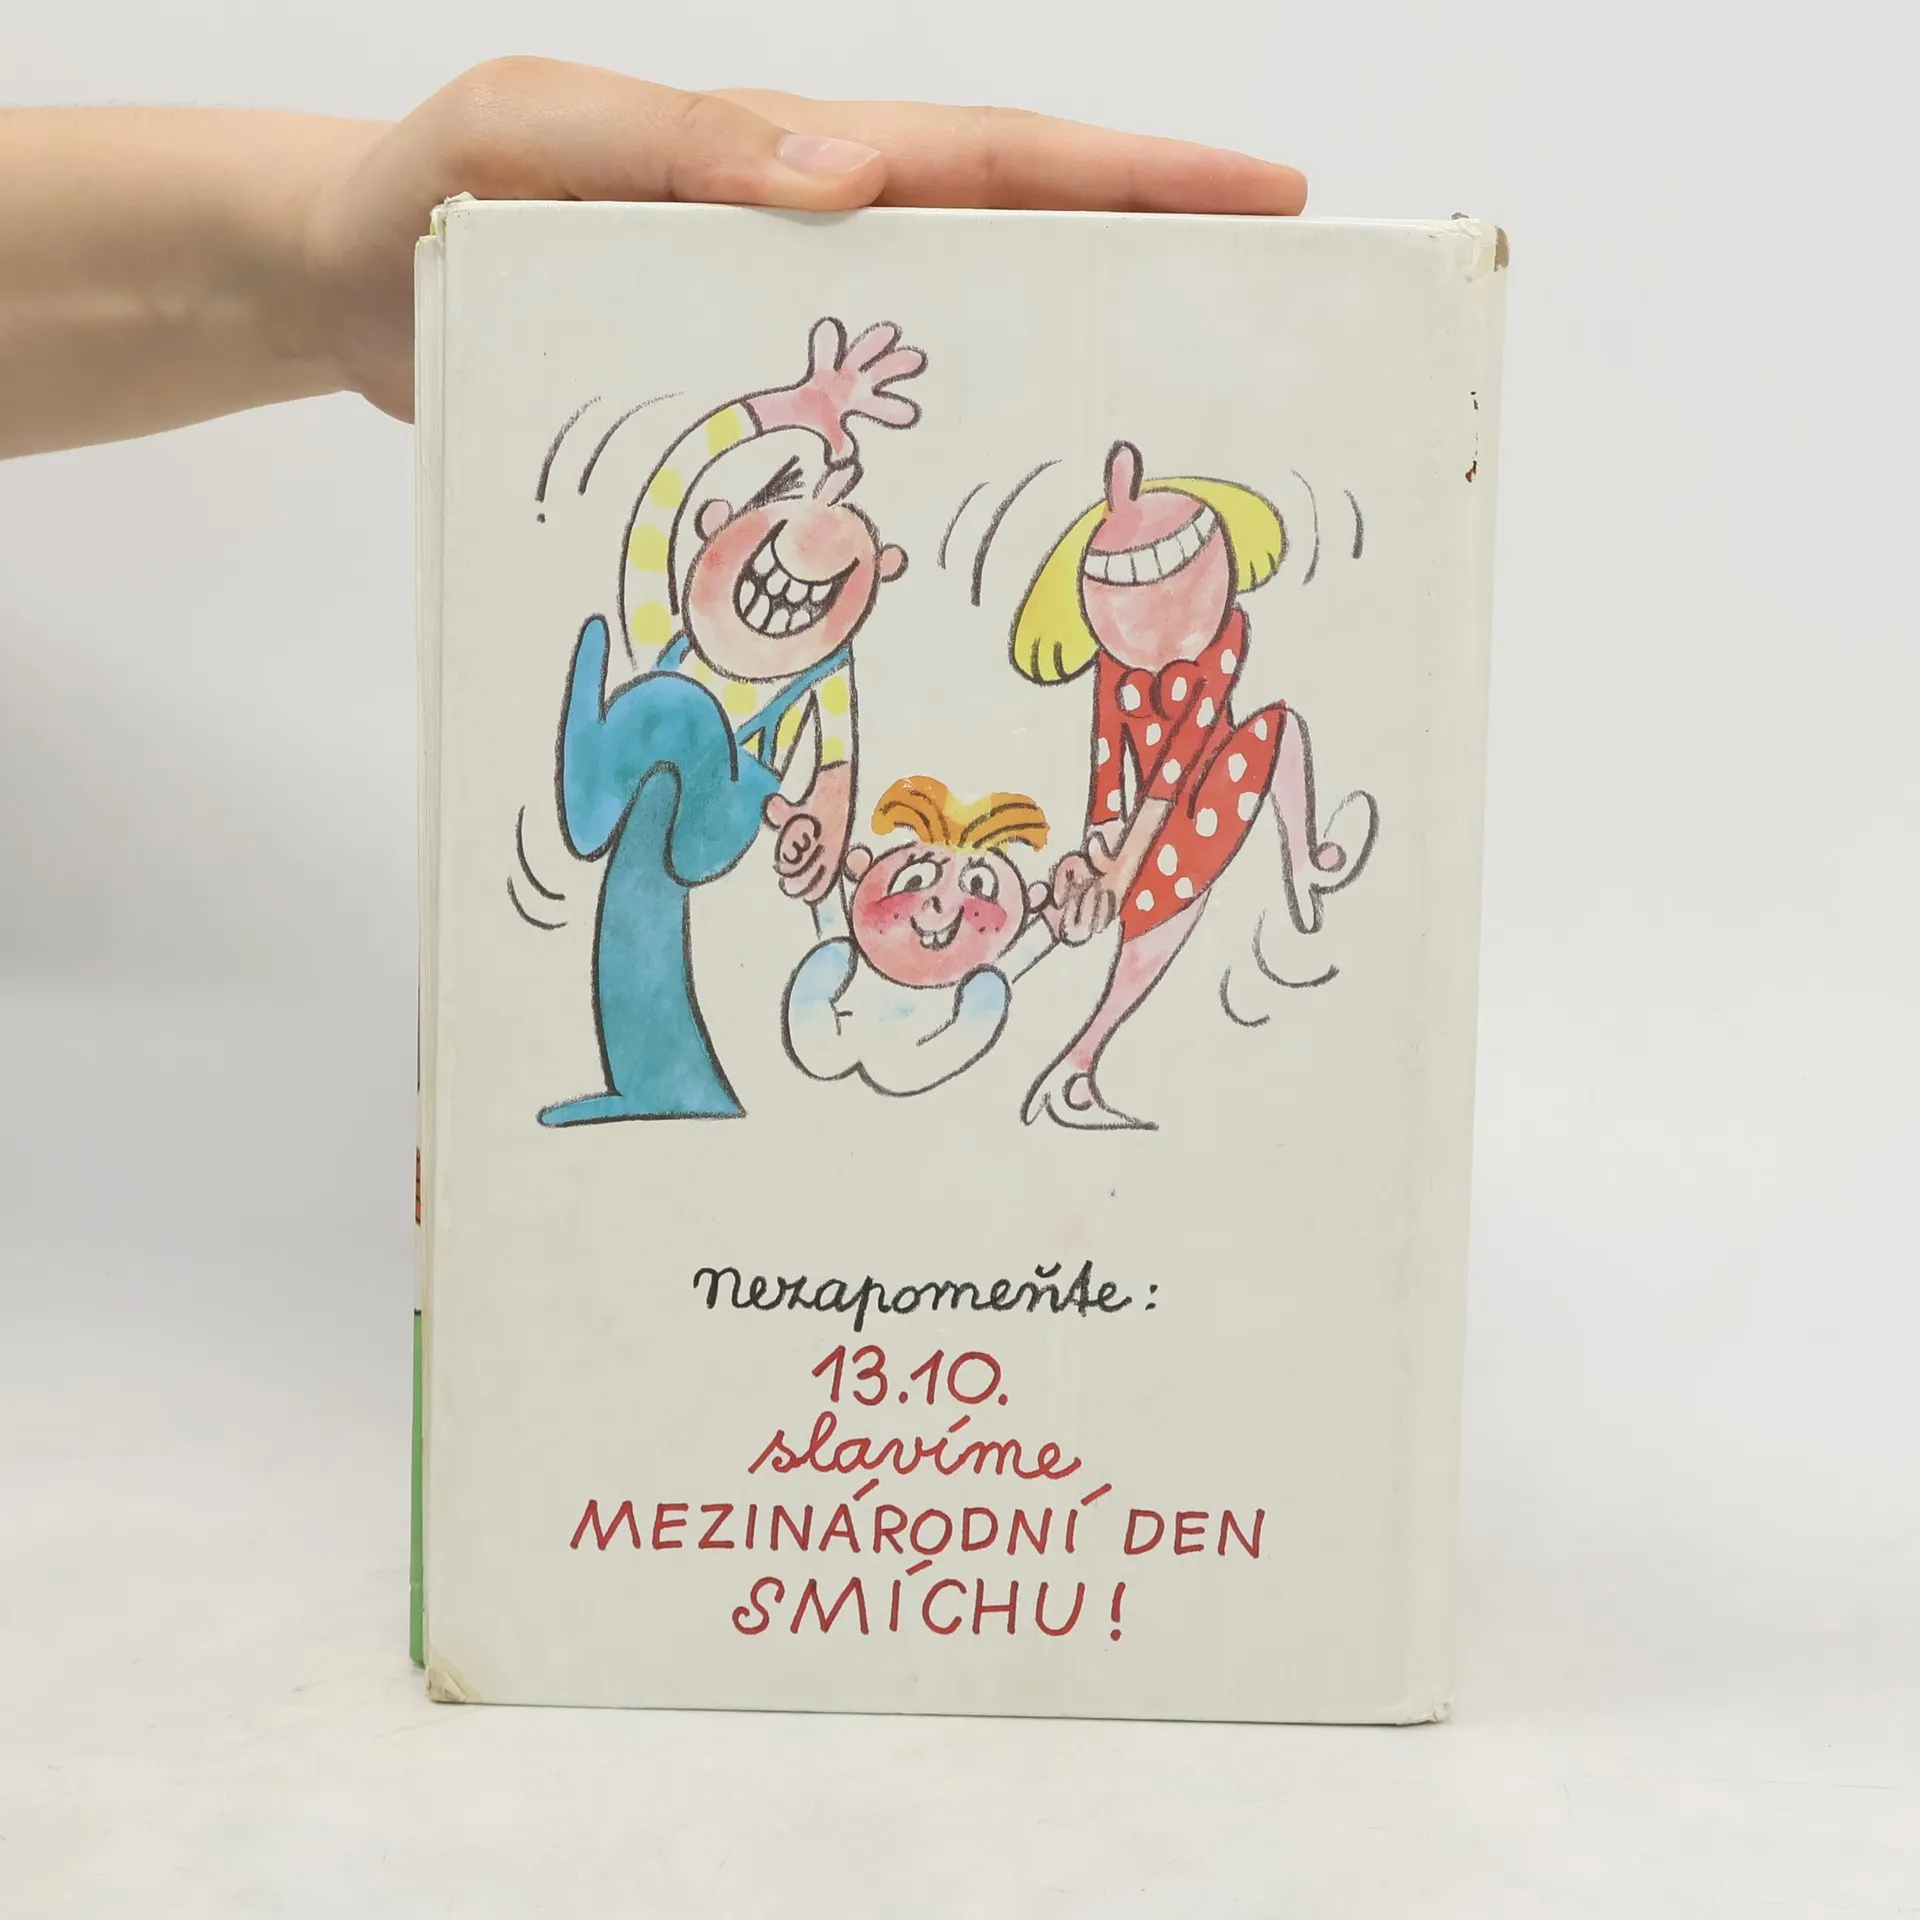 nezapomeňte:
13.10.
slavíme
MEZINÁRODNÍ DEN
SMÍCHU!